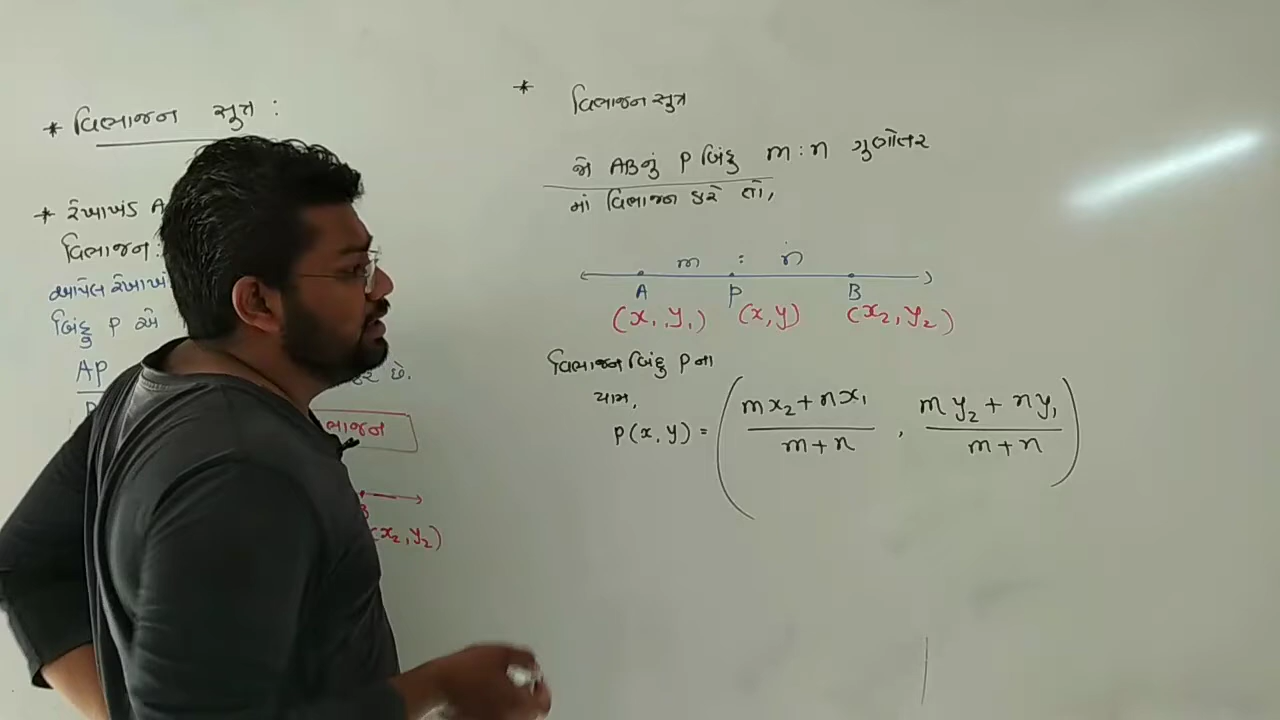 * વિભાજન સૂત્ર :
* રેખાખંડ A
વિભાજન :
આપેલ રેખાખં
બિંદુ P એ
AP
છે.
ભાજન
B
(x₂, y₂)
* વિભાજન સૂત્ર
જો ABનું P બિંદુ m : n ગુણોતર
માં વિભાજન કરે તો,
m : n
A P B
(x₁, y₁) (x, y) (x₂, y₂)
વિભાજન બિંદુ P ના
યામ,
P(x, y) = ( mx₂ + nx₁ / m + n , my₂ + ny₁ / m + n )